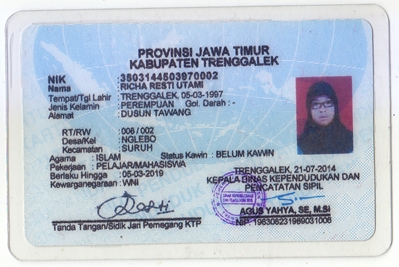 PROVINSI JAWA TIMUR
KABUPATEN TRENGGALEK
NIK : 3503144503970002
Nama : RICHA RESTI UTAMI
Tempat/Tgl Lahir : TRENGGALEK, 05-03-1997
Jenis Kelamin : PEREMPUAN Gol. Darah : -
Alamat : DUSUN TAWANG
RT/RW : 006 / 002
Desa/Kel : NGLEBO
Kecamatan : SURUH
Agama : ISLAM Status Kawin : BELUM KAWIN
Pekerjaan : PELAJAR/MAHASISWA
Berlaku Hingga : 05-03-2019
Kewarganegaraan : WNI
TRENGGALEK, 21-07-2014
KEPALA DINAS KEPENDUDUKAN DAN
PENCATATAN SIPIL
Tanda Tangan/Sidik Jari Pemegang KTP
AGUS YAHYA, SE, M.SI
NIP. 196308231989031006